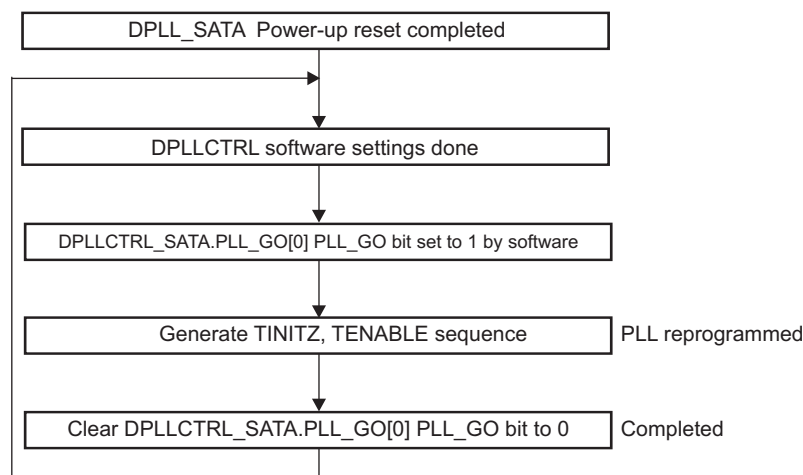 DPLL_SATA Power-up reset completed
DPLLCTRL software settings done
DPLLCTRL_SATA.PLL_GO[0] PLL_GO bit set to 1 by software
Generate TINITZ, TENABLE sequence
PLL reprogrammed
Clear DPLLCTRL_SATA.PLL_GO[0] PLL_GO bit to 0
Completed